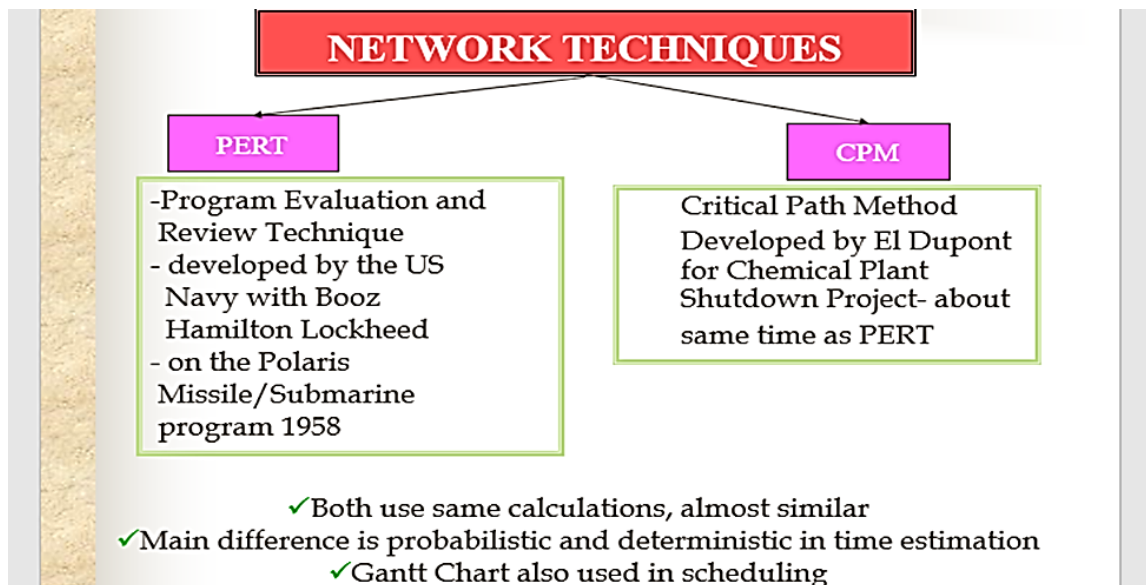 NETWORK TECHNIQUES
PERT
-Program Evaluation and
Review Technique
- developed by the US
Navy with Booz
Hamilton Lockheed
- on the Polaris
Missile/Submarine
program 1958
CPM
Critical Path Method
Developed by El Dupont
for Chemical Plant
Shutdown Project- about
same time as PERT
✓Both use same calculations, almost similar
✓Main difference is probabilistic and deterministic in time estimation
✓Gantt Chart also used in scheduling